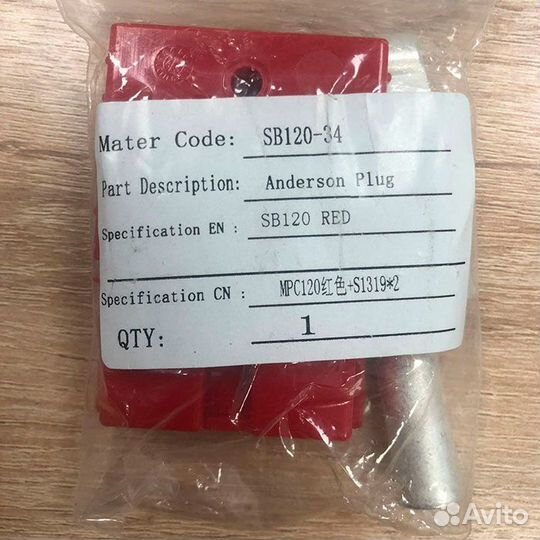 Mater Code: SB120-34
Part Description: Anderson Plug
Specification EN : SB120 RED
Specification CN : MPC120红色+S1319*2
QTY: 1
Avito